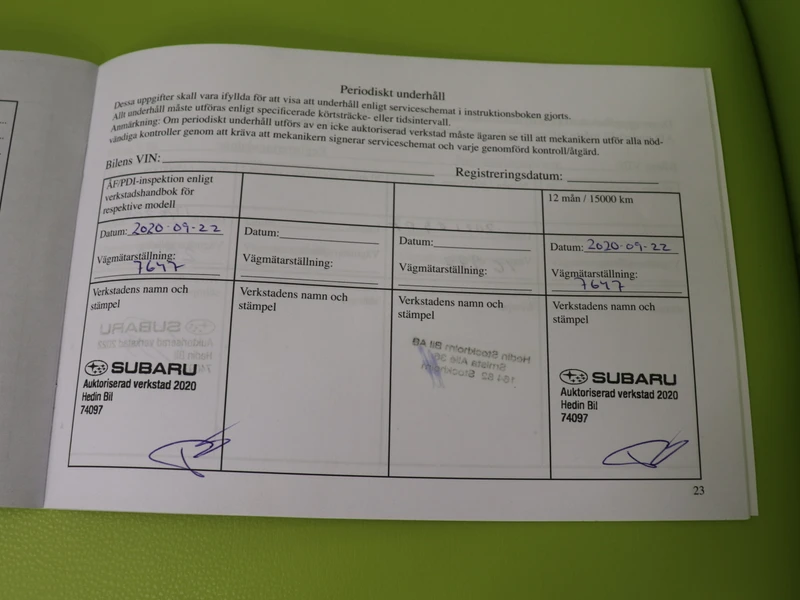 Periodiskt underhåll
Dessa uppgifter skall vara ifyllda för att visa att underhåll enligt serviceschemat i instruktionsboken gjorts.
Allt underhåll måste utföras enligt specificerade körtsträcke- eller tidsintervall.
Anmärkning: Om periodiskt underhåll utförs av en icke auktoriserad verkstad måste ägaren se till att mekanikern utför alla nöd-
vändiga kontroller genom att kräva att mekanikern signerar serviceschemat och varje genomförd kontroll/åtgärd.
Bilens VIN:
Registreringsdatum:
ÄF/PDI-inspektion enligt
verkstadshandbok för
respektive modell
Datum: 2020-09-22
Vägmätarställning:
7647
Verkstadens namn och
stämpel
SUBARU
Auktoriserad verkstad 2020
Hedin Bil
74097
Datum:
Vägmätarställning:
Verkstadens namn och
stämpel
Datum:
Vägmätarställning:
Verkstadens namn och
stämpel
Hedin Stockholm Bil AB
12 mån / 15000 km
Datum: 2020-09-22
Vägmätarställning:
7647
Verkstadens namn och
stämpel
SUBARU
Auktoriserad verkstad 2020
Hedin Bil
74097
23